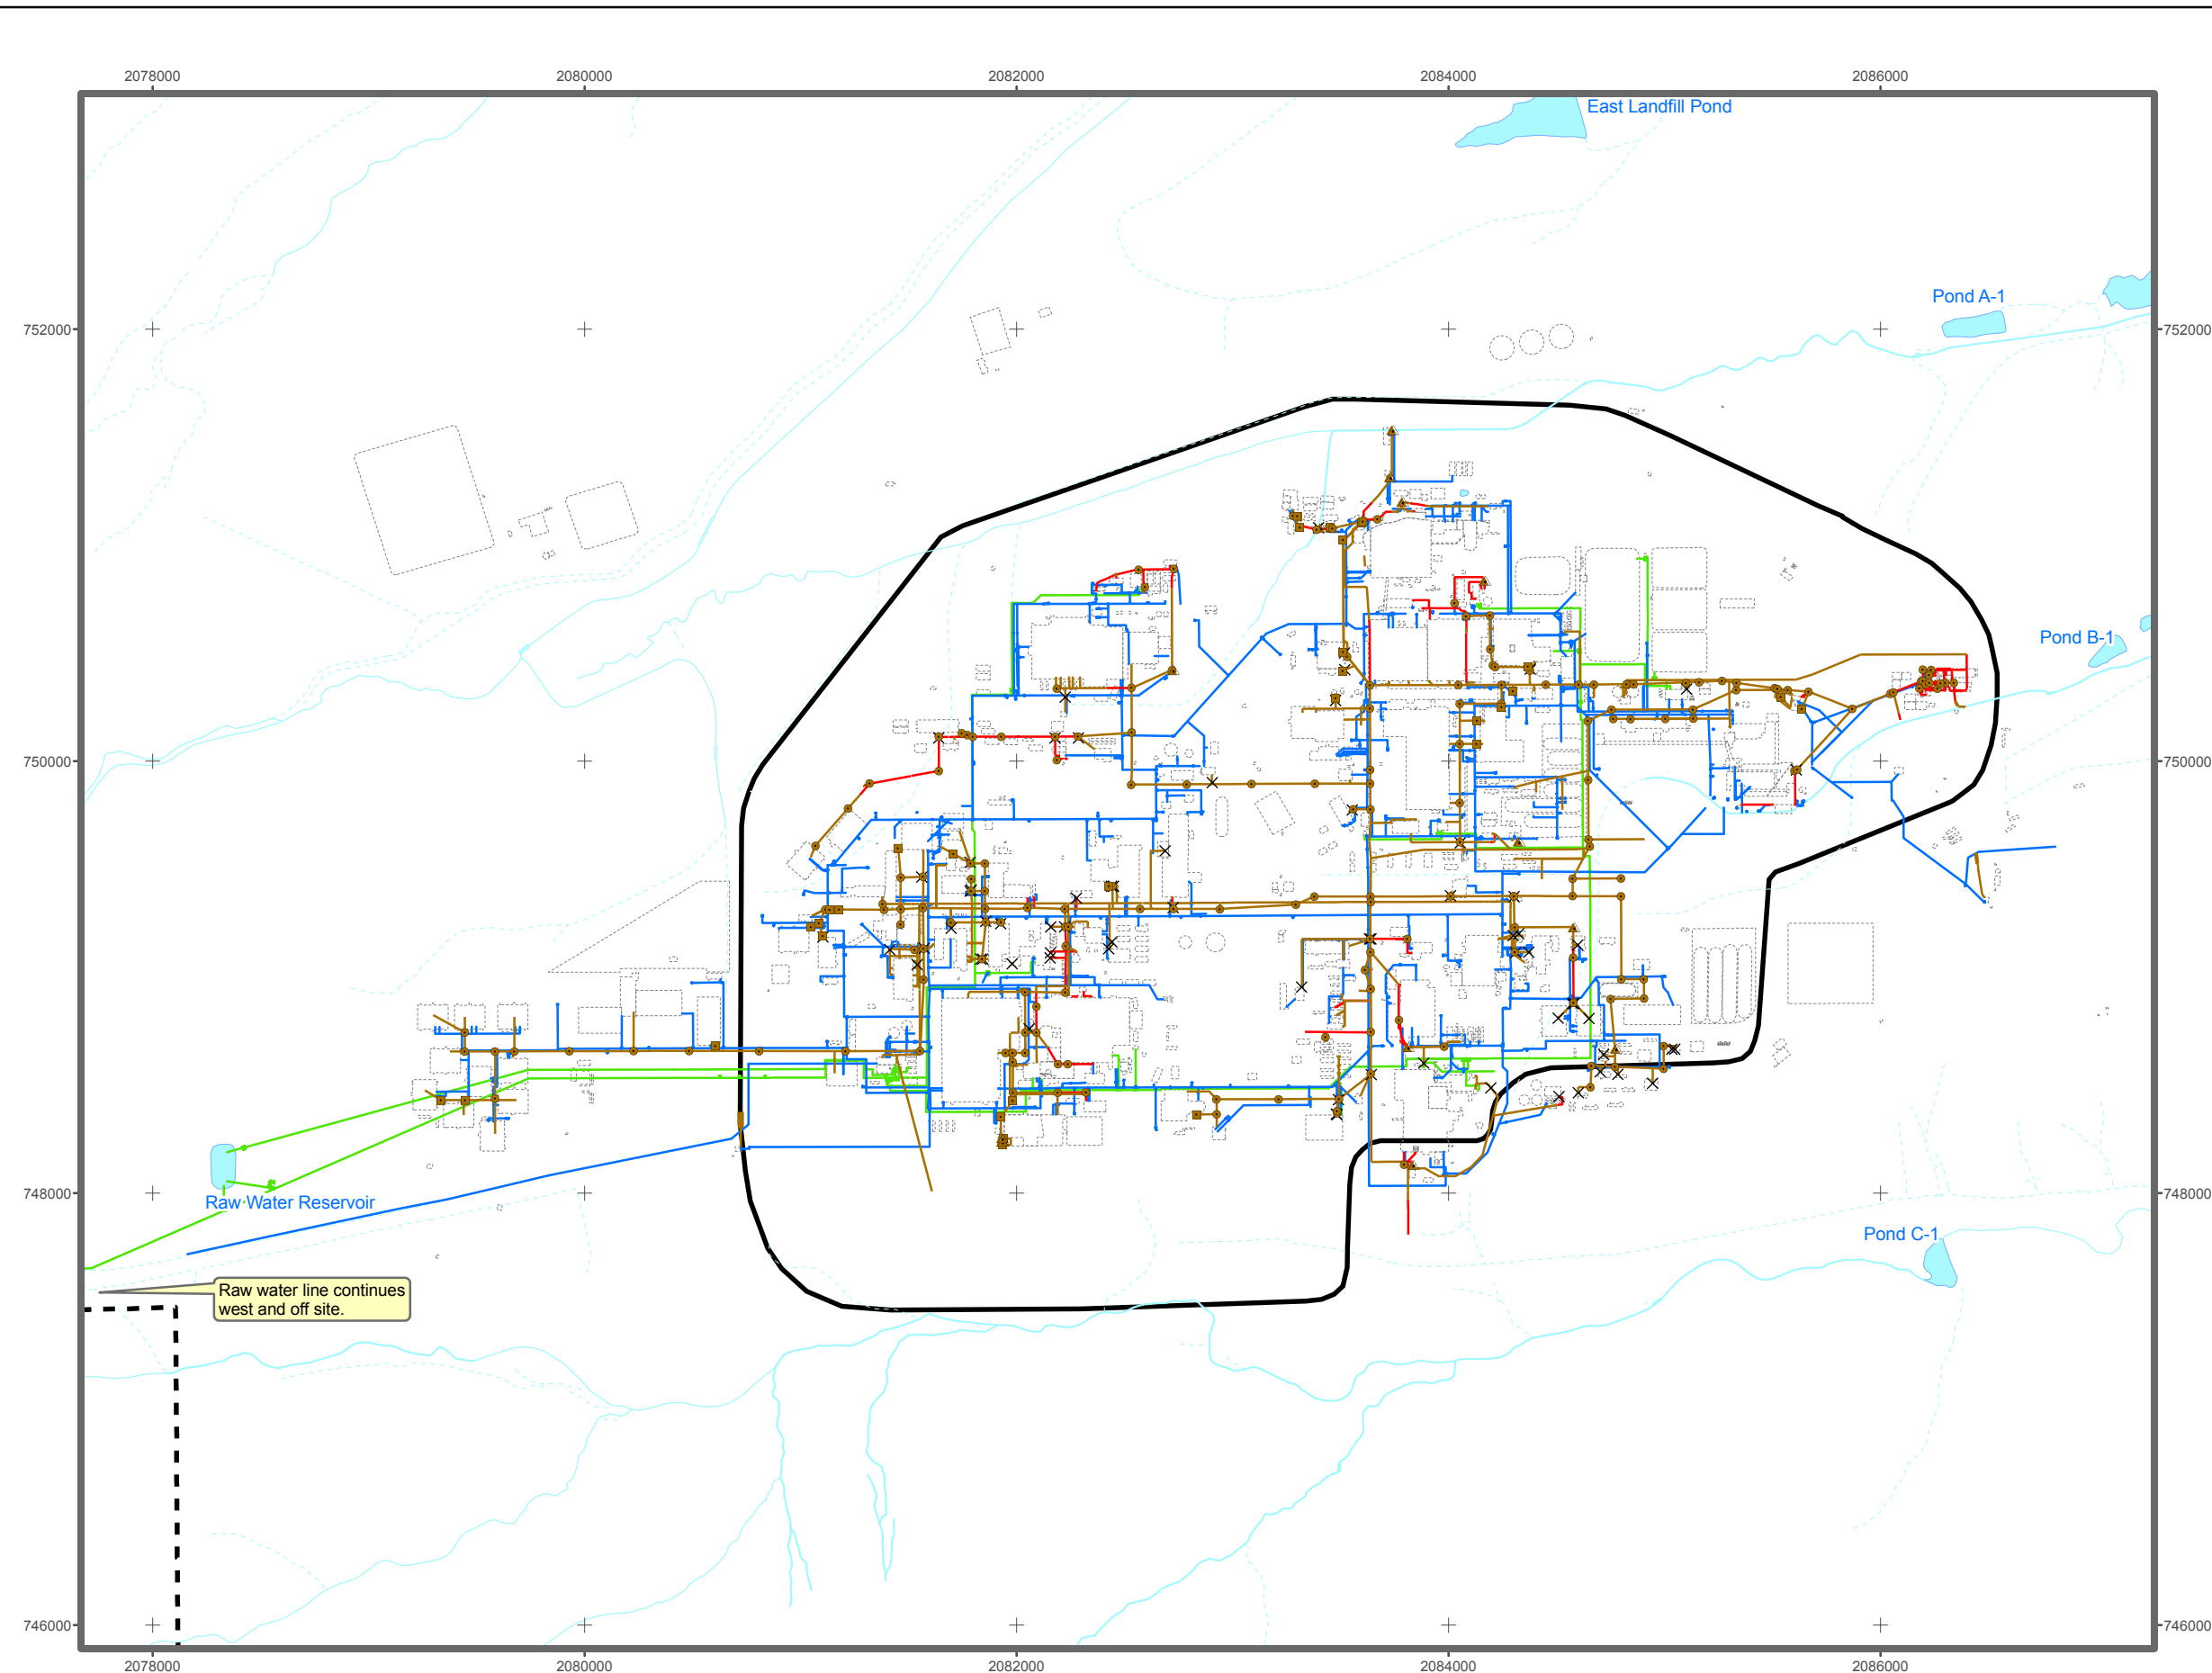 2078000 2080000 2082000 2084000 2086000
East Landfill Pond
Pond A-1
752000 752000
Pond B-1
750000 750000
748000 748000
Raw Water Reservoir
Pond C-1
Raw water line continues
west and off site.
746000 746000
2078000 2080000 2082000 2084000 2086000